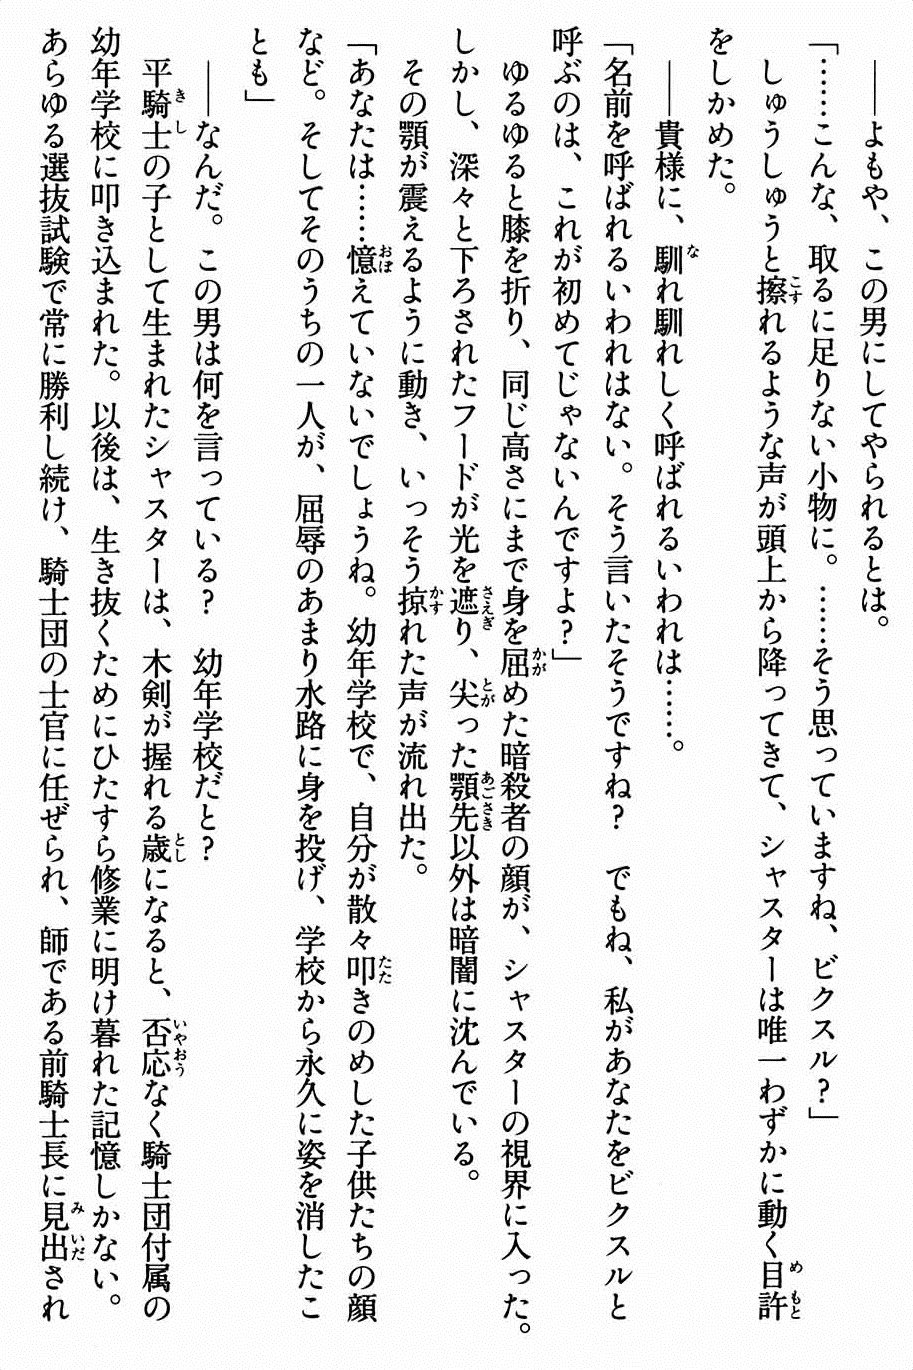 ――よもや、この男にしてやられるとは。
「……こんな、取るに足りない小物に。……そう思っていますね、ビクスル？」
しゅうしゅうと擦れるような声が頭上から降ってきて、シャスターは唯一わずかに動く目許
をしかめた。
――貴様に、馴れ馴れしく呼ばれるいわれは……。
「名前を呼ばれるいわれはない。そう言いたそうですね？　でもね、私があなたをビクスルと
呼ぶのは、これが初めてじゃないんですよ？」
ゆるゆると膝を折り、同じ高さにまで身を屈めた暗殺者の顔が、シャスターの視界に入った。
しかし、深々と下ろされたフードが光を遮り、尖った顎先以外は暗闇に沈んでいる。
その顎が震えるように動き、いっそう掠れた声が流れ出た。
「あなたは……憶えていないでしょうね。幼年学校で、自分が散々叩きのめした子供たちの顔
など。そしてそのうちの一人が、屈辱のあまり水路に身を投げ、学校から永久に姿を消したこ
とも」
――なんだ。この男は何を言っている？　幼年学校だと？
平騎士の子として生まれたシャスターは、木剣が握れる歳になると、否応なく騎士団付属の
幼年学校に叩き込まれた。以後は、生き抜くためにひたすら修業に明け暮れた記憶しかない。
あらゆる選抜試験で常に勝利し続け、騎士団の士官に任ぜられ、師である前騎士長に見出され